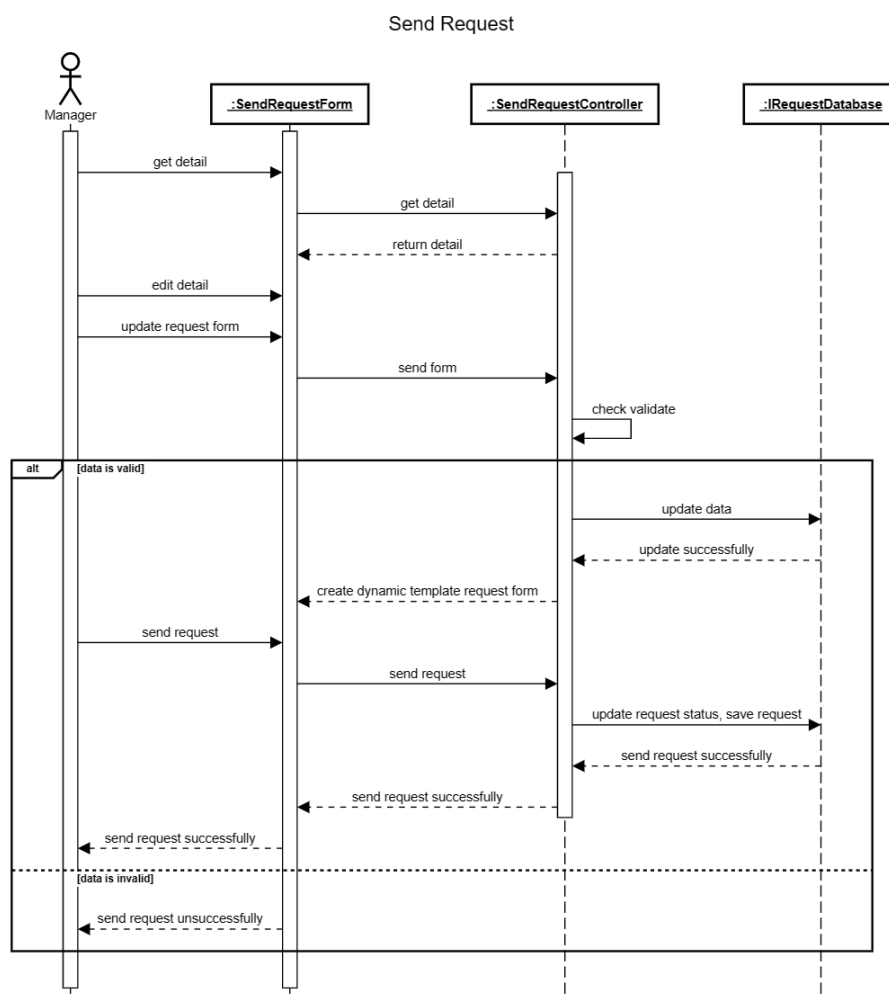 Send Request
Manager
:SendRequestForm
:SendRequestController
:IRequestDatabase
get detail
get detail
return detail
edit detail
update request form
send form
check validate
alt
[data is valid]
update data
update successfully
create dynamic template request form
send request
send request
update request status, save request
send request successfully
send request successfully
send request successfully
[data is invalid]
send request unsuccessfully